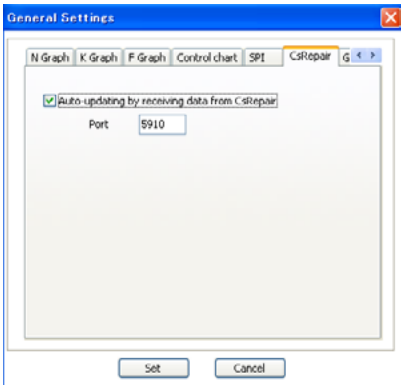 General Settings
N Graph K Graph F Graph Control chart SPI CsRepair G
Auto-updating by receiving data from CsRepair
Port 5910
Set Cancel